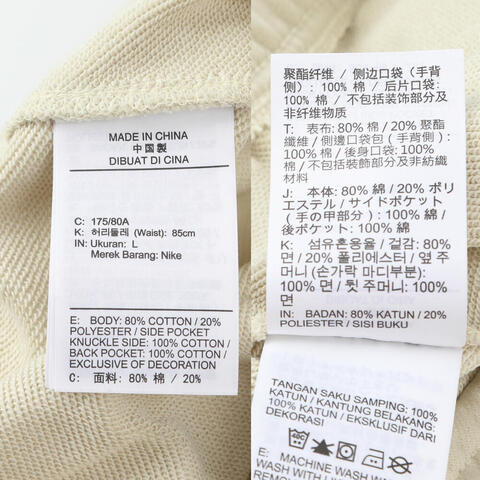 MADE IN CHINA
中国製
DIBUAT DI CINA
C: 175/80A
K: 허리둘레 (Waist): 85cm
IN: Ukuran: L
Merek Barang: Nike
E: BODY: 80% COTTON / 20%
POLYESTER / SIDE POCKET
KNUCKLE SIDE: 100% COTTON /
BACK POCKET: 100% COTTON /
EXCLUSIVE OF DECORATION
C: 面料: 80% 棉 / 20%
聚酯纤维 / 侧边口袋 (手背
侧) : 100% 棉 / 后片口袋:
100% 棉 / 不包括装饰部分及
非纤维物质
T: 表布: 80% 棉 / 20% 聚酯
纖維 / 側邊口袋包 (手背側) :
100% 棉 / 後身口袋: 100%
棉 / 不包括裝飾部分及非紡織
材料
J: 本体: 80% 綿 / 20% ポリ
エステル / サイドポケット
(手の甲部分) : 100% 綿 / 後
ろポケット: 100% 綿
K: 섬유혼용율 / 겉감: 80%
면 / 20% 폴리에스터 / 옆 주
머니 (손가락 마디부분):
100% 면 / 뒷 주머니: 100%
면
IN: BADAN: 80% KATUN / 20%
POLIESTER / SISI BUKU
TANGAN SAKU SAMPING: 100%
KATUN / KANTUNG BELAKANG:
100% KATUN / EKSKLUSIF DARI
DEKORASI
E: MACHINE WASH WA
WASH WITH LI
REMO